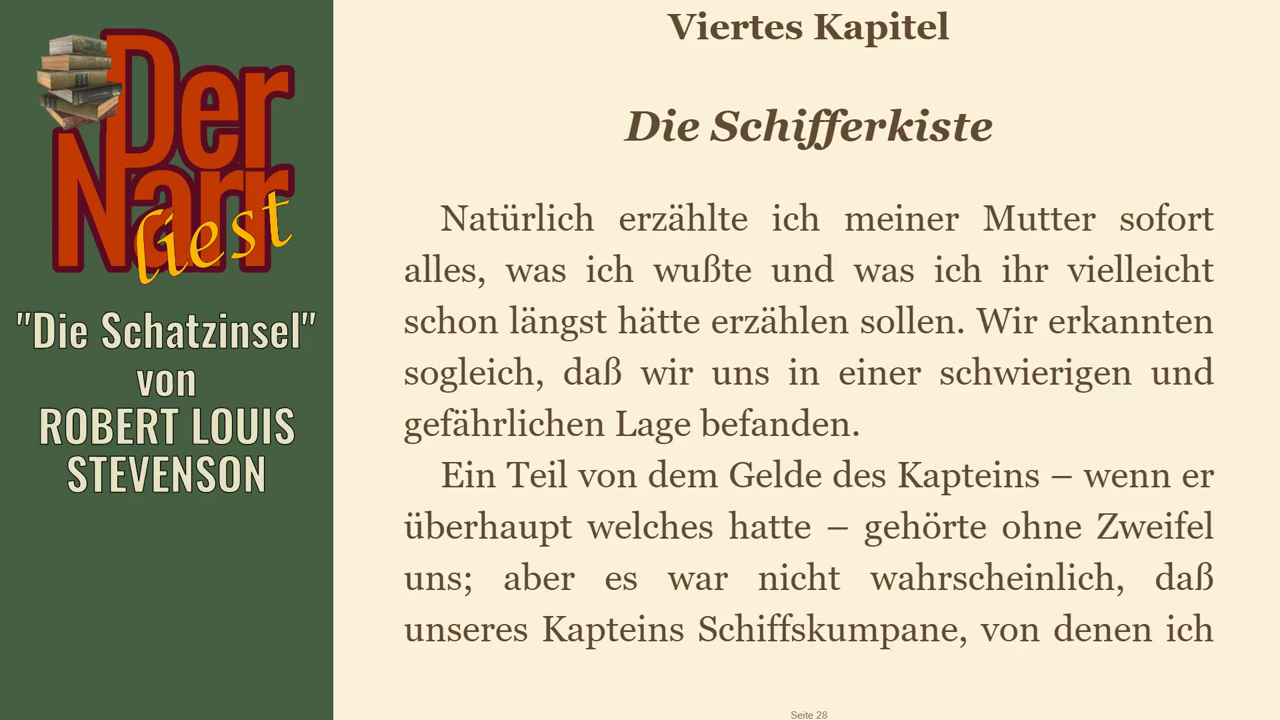 Der
Narr
liest
"Die Schatzinsel"
von
ROBERT LOUIS
STEVENSON
Viertes Kapitel
Die Schifferkiste
Natürlich erzählte ich meiner Mutter sofort
alles, was ich wußte und was ich ihr vielleicht
schon längst hätte erzählen sollen. Wir erkannten
sogleich, daß wir uns in einer schwierigen und
gefährlichen Lage befanden.
Ein Teil von dem Gelde des Kapteins – wenn er
überhaupt welches hatte – gehörte ohne Zweifel
uns; aber es war nicht wahrscheinlich, daß
unseres Kapteins Schiffskumpane, von denen ich
Seite 28